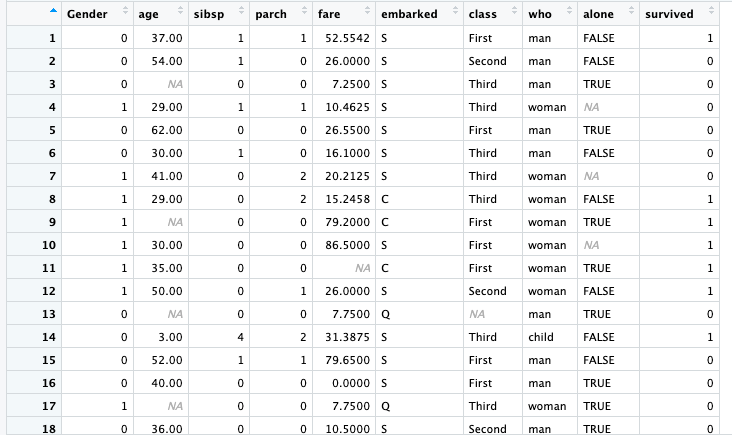 Gender age sibsp parch fare embarked class who alone survived
1 0 37.00 1 1 52.5542 S First man FALSE 1
2 0 54.00 1 0 26.0000 S Second man FALSE 0
3 0 NA 0 0 7.2500 S Third man TRUE 0
4 1 29.00 1 1 10.4625 S Third woman NA 0
5 0 62.00 0 0 26.5500 S First man TRUE 0
6 0 30.00 1 0 16.1000 S Third man FALSE 0
7 1 41.00 0 2 20.2125 S Third woman NA 0
8 1 29.00 0 2 15.2458 C Third woman FALSE 1
9 1 NA 0 0 79.2000 C First woman TRUE 1
10 1 30.00 0 0 86.5000 S First woman NA 1
11 1 35.00 0 0 NA C First woman TRUE 1
12 1 50.00 0 1 26.0000 S Second woman FALSE 1
13 0 NA 0 0 7.7500 Q NA man TRUE 0
14 0 3.00 4 2 31.3875 S Third child FALSE 1
15 0 52.00 1 1 79.6500 S First man FALSE 0
16 0 40.00 0 0 0.0000 S First man TRUE 0
17 1 NA 0 0 7.7500 Q Third woman TRUE 0
18 0 36.00 0 0 10.5000 S Second man TRUE 0